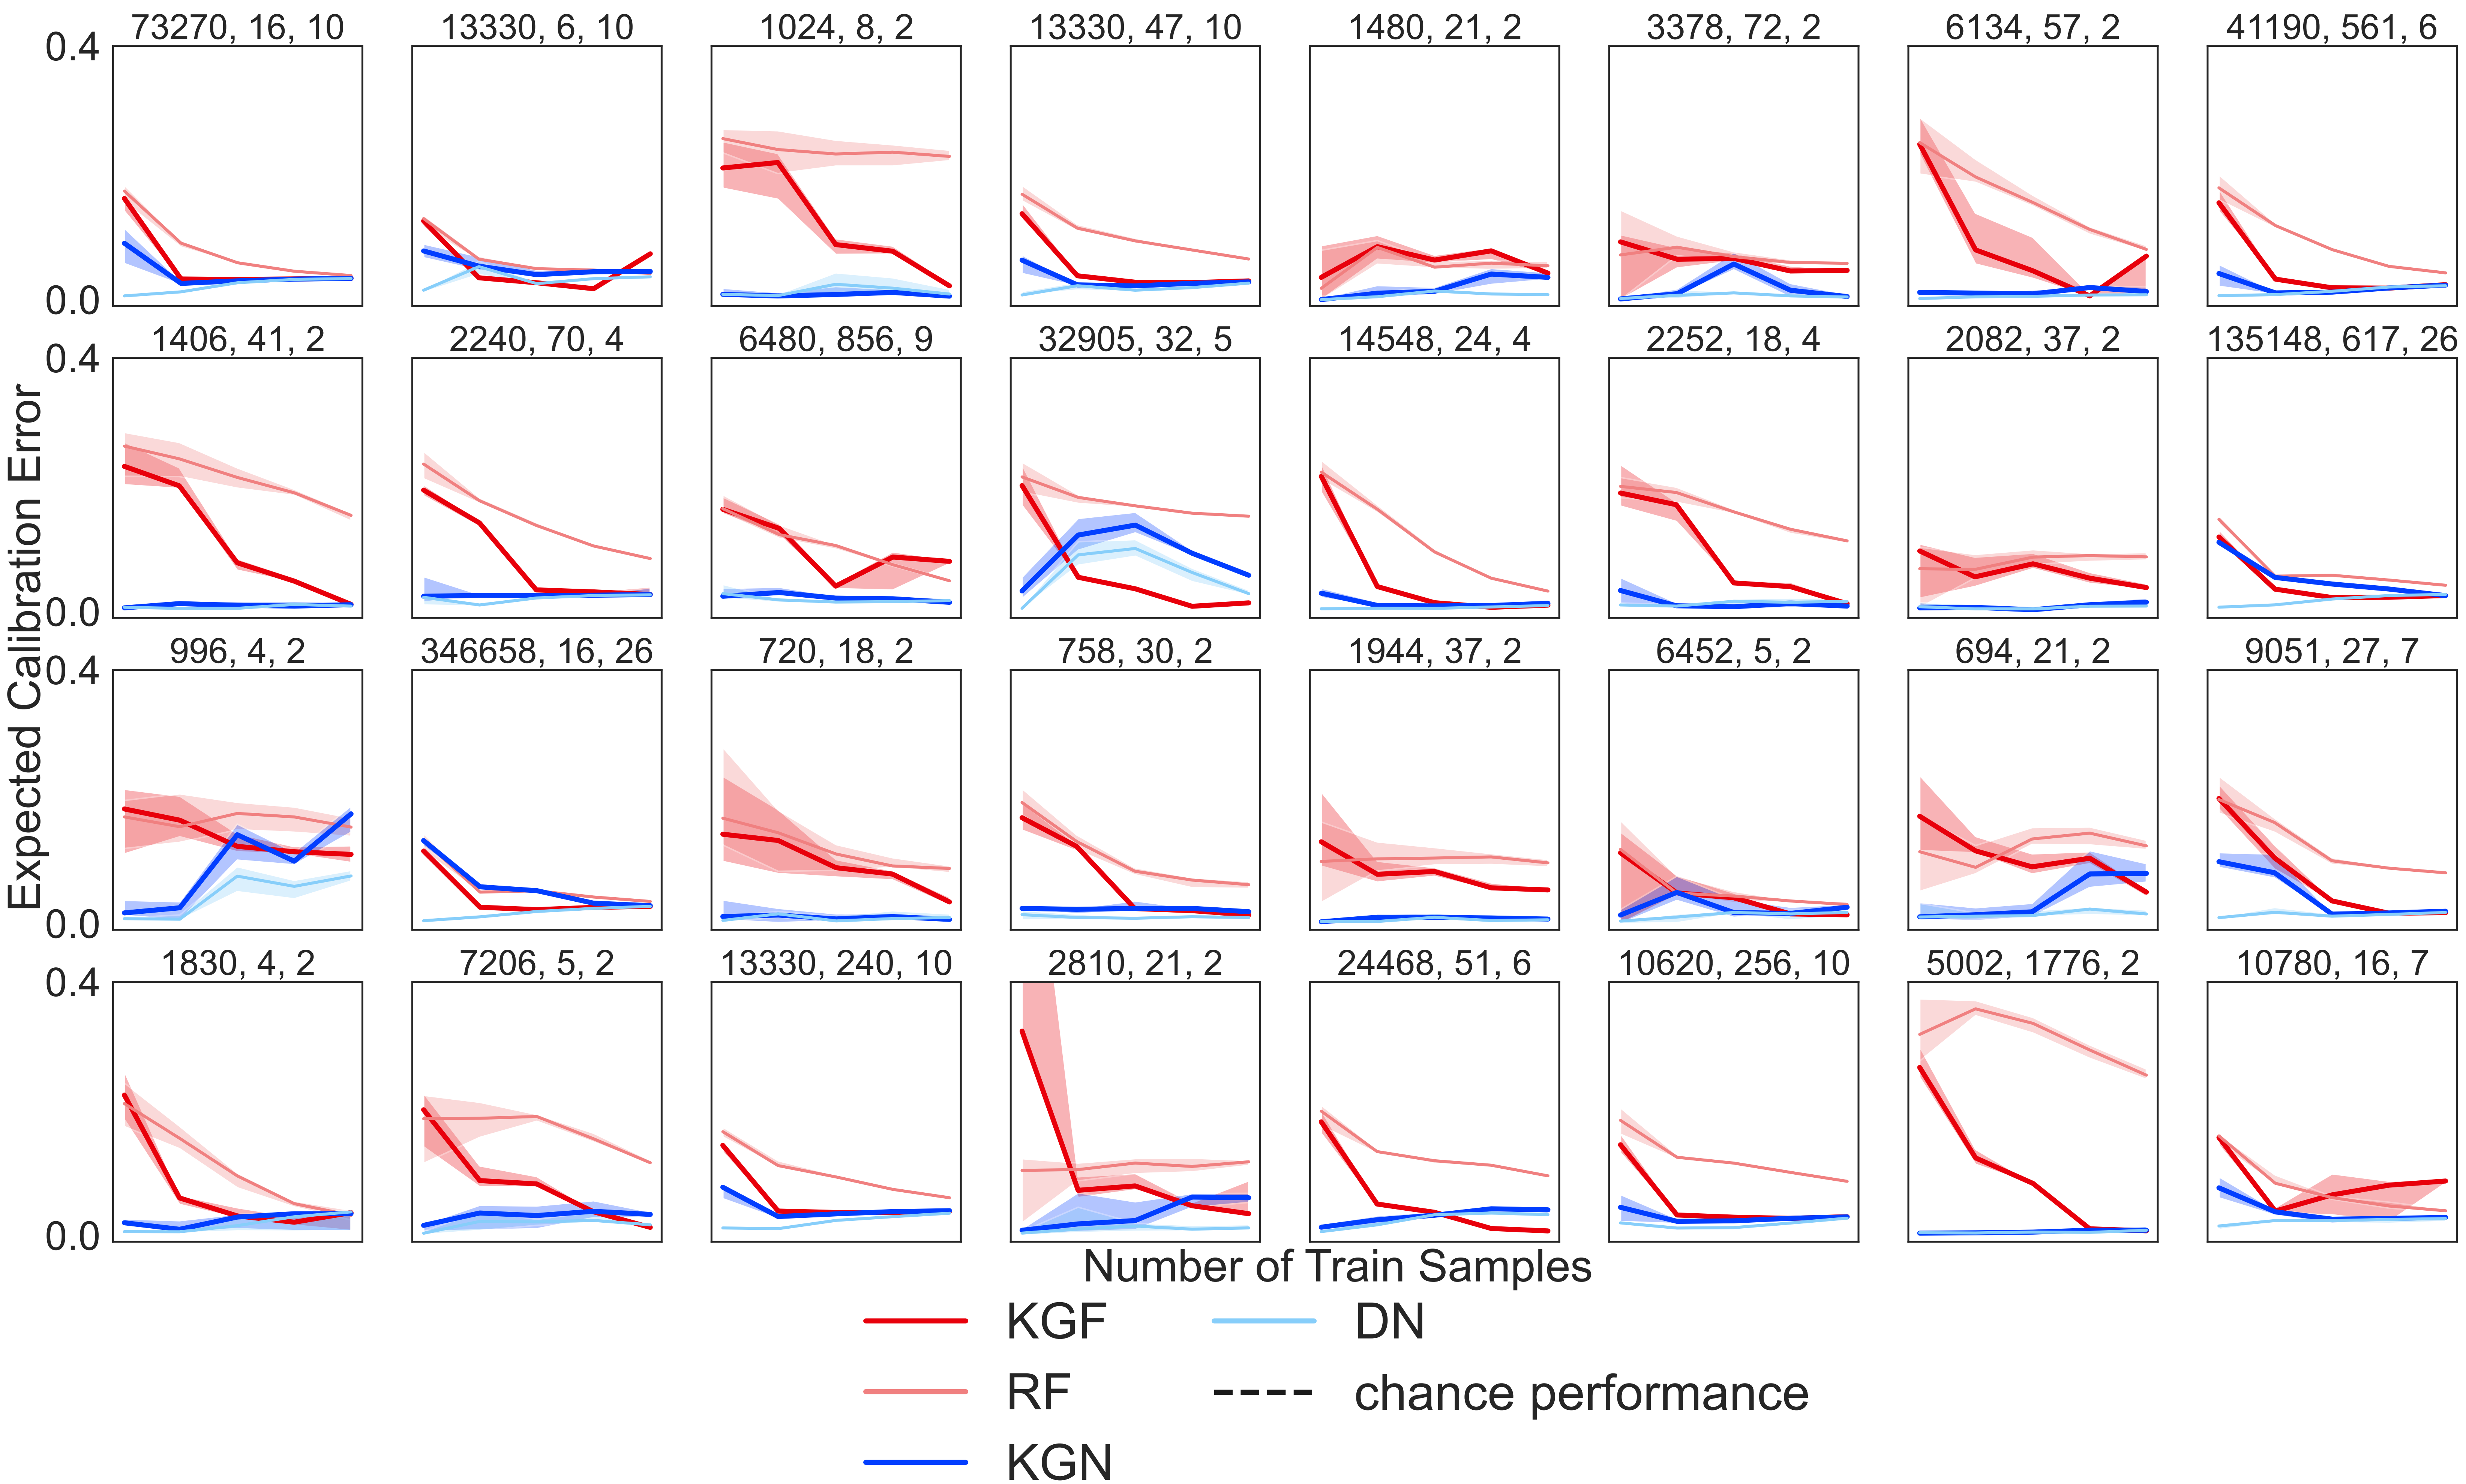 73270, 16, 10
13330, 6, 10
1024, 8, 2
13330, 47, 10
1480, 21, 2
3378, 72, 2
6134, 57, 2
41190, 561, 6
0.4
0.0
1406, 41, 2
2240, 70, 4
6480, 856, 9
32905, 32, 5
14548, 24, 4
2252, 18, 4
2082, 37, 2
135148, 617, 26
0.4
0.0
Expected Calibration Error
996, 4, 2
346658, 16, 26
720, 18, 2
758, 30, 2
1944, 37, 2
6452, 5, 2
694, 21, 2
9051, 27, 7
0.4
0.0
1830, 4, 2
7206, 5, 2
13330, 240, 10
2810, 21, 2
24468, 51, 6
10620, 256, 10
5002, 1776, 2
10780, 16, 7
0.4
0.0
Number of Train Samples
KGF
RF
KGN
DN
chance performance